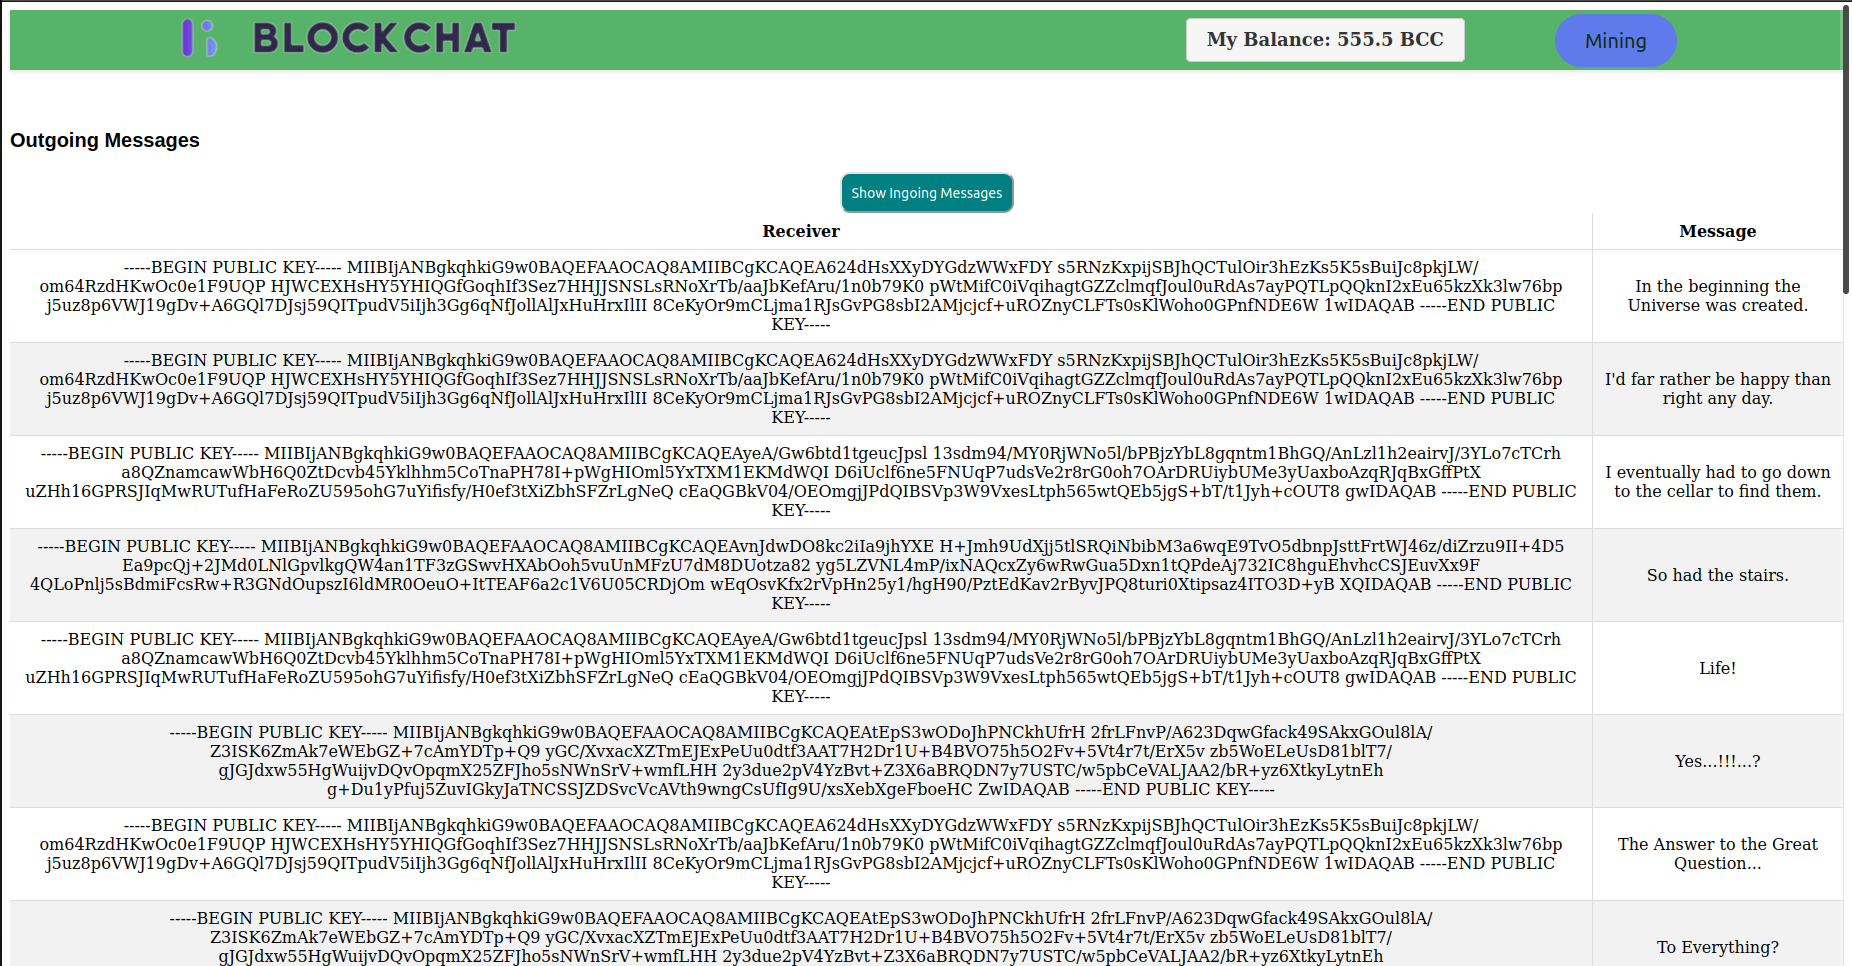 BLOCKCHAT
My Balance: 555.5 BCC
Mining
Outgoing Messages
Show Ingoing Messages
Receiver
Message
-----BEGIN PUBLIC KEY----- MIIBIjANBgkqhkiG9w0BAQEFAAOCAQ8AMIIBCgKCAQEA624dHsXXyDYGdzWWxFDY s5RNzKxpijSBJhQCTulOir3hEzKs5K5sBuiJc8pkjLW/
om64RzdHKwOc0e1F9UQP HJWCEXHsHY5YHIQGfGoqhIf3Sez7HHJJSNSLsRNoXrTb/aaJbKefAru/1n0b79K0 pWtMifC0iVqihagtGZZclmqfJoul0uRdAs7ayPQTLpQQknI2xEu65kzXk3lw76bp
j5uz8p6VWJ19gDv+A6GQl7DJsj59QITpudV5iIjh3Gg6qNfJollAlJxHuHrxIlII 8CeKyOr9mCLjma1RJsGvPG8sbI2AMjcjcf+uROZnyCLFTs0sKlWoho0GPnfNDE6W 1wIDAQAB -----END PUBLIC
KEY-----
In the beginning the
Universe was created.
-----BEGIN PUBLIC KEY----- MIIBIjANBgkqhkiG9w0BAQEFAAOCAQ8AMIIBCgKCAQEA624dHsXXyDYGdzWWxFDY s5RNzKxpijSBJhQCTulOir3hEzKs5K5sBuiJc8pkjLW/
om64RzdHKwOc0e1F9UQP HJWCEXHsHY5YHIQGfGoqhIf3Sez7HHJJSNSLsRNoXrTb/aaJbKefAru/1n0b79K0 pWtMifC0iVqihagtGZZclmqfJoul0uRdAs7ayPQTLpQQknI2xEu65kzXk3lw76bp
j5uz8p6VWJ19gDv+A6GQl7DJsj59QITpudV5iIjh3Gg6qNfJollAlJxHuHrxIlII 8CeKyOr9mCLjma1RJsGvPG8sbI2AMjcjcf+uROZnyCLFTs0sKlWoho0GPnfNDE6W 1wIDAQAB -----END PUBLIC
KEY-----
I'd far rather be happy than
right any day.
-----BEGIN PUBLIC KEY----- MIIBIjANBgkqhkiG9w0BAQEFAAOCAQ8AMIIBCgKCAQEAyeA/Gw6btd1tgeucJpsl 13sdm94/MY0RjWNo5l/bPBjzYbL8gqntm1BhGQ/AnLzl1h2eairvJ/3YLo7cTCrh
a8QZnamcawWbH6Q0ZtDcvb45Yklhhm5CoTnaPH78I+pWgHIOml5YxTXM1EKMdWQI D6iUclf6ne5FNUqP7udsVe2r8rG0oh7OArDRUiybUMe3yUaxboAzqRJqBxGffPtX
uZHh16GPRSJIqMwRUTufHaFeRoZU595ohG7uYifisfy/H0ef3tXiZbhSFZrLgNeQ cEaQGBkV04/OEOmgjJPdQIBSVp3W9VxesLtph565wtQEb5jgS+bT/t1Jyh+cOUT8 gwIDAQAB -----END PUBLIC
KEY-----
I eventually had to go down
to the cellar to find them.
-----BEGIN PUBLIC KEY----- MIIBIjANBgkqhkiG9w0BAQEFAAOCAQ8AMIIBCgKCAQEAvnJdwDO8kc2iIa9jhYXE H+Jmh9UdXjj5tlSRQiNbibM3a6wqE9TvO5dbnpJsttFrtWJ46z/diZrzu9II+4D5
Ea9pcQj+2JMd0LNlGpvlkgQW4an1TF3zGSwvHXAbOoh5vuUnMFzU7dM8DUotza82 yg5LZVNL4mP/ixNAQcxZy6wRwGua5Dxn1tQPdeAj732IC8hguEhvhcCSJEuvXx9F
4QLoPnlj5sBdmiFcsRw+R3GNdOupszI6ldMR0OeuO+ItTEAF6a2c1V6U05CRDjOm wEqOsvKfx2rVpHn25y1/hgH90/PztEdKav2rByvJPQ8turi0Xtipsaz4ITO3D+yB XQIDAQAB -----END PUBLIC
KEY-----
So had the stairs.
-----BEGIN PUBLIC KEY----- MIIBIjANBgkqhkiG9w0BAQEFAAOCAQ8AMIIBCgKCAQEAyeA/Gw6btd1tgeucJpsl 13sdm94/MY0RjWNo5l/bPBjzYbL8gqntm1BhGQ/AnLzl1h2eairvJ/3YLo7cTCrh
a8QZnamcawWbH6Q0ZtDcvb45Yklhhm5CoTnaPH78I+pWgHIOml5YxTXM1EKMdWQI D6iUclf6ne5FNUqP7udsVe2r8rG0oh7OArDRUiybUMe3yUaxboAzqRJqBxGffPtX
uZHh16GPRSJIqMwRUTufHaFeRoZU595ohG7uYifisfy/H0ef3tXiZbhSFZrLgNeQ cEaQGBkV04/OEOmgjJPdQIBSVp3W9VxesLtph565wtQEb5jgS+bT/t1Jyh+cOUT8 gwIDAQAB -----END PUBLIC
KEY-----
Life!
-----BEGIN PUBLIC KEY----- MIIBIjANBgkqhkiG9w0BAQEFAAOCAQ8AMIIBCgKCAQEAtEpS3wODoJhPNCkhUfrH 2frLFnvP/A623DqwGfack49SAkxGOul8lA/
Z3ISK6ZmAk7eWEbGZ+7cAmYDTp+Q9 yGC/XvxacXZTmEJExPeUu0dtf3AAT7H2Dr1U+B4BVO75h5O2Fv+5Vt4r7t/ErX5v zb5WoELeUsD81blT7/
gJGJdxw55HgWuijvDQvOpqmX25ZFJho5sNWnSrV+wmfLHH 2y3due2pV4YzBvt+Z3X6aBRQDN7y7USTC/w5pbCeVALJAA2/bR+yz6XtkyLytnEh
g+Du1yPfuj5ZuvIGkyJaTNCSSJZDSvcVcAVth9wngCsUfIg9U/xsXebXgeFboeHC ZwIDAQAB -----END PUBLIC KEY-----
Yes...!!!...?
-----BEGIN PUBLIC KEY----- MIIBIjANBgkqhkiG9w0BAQEFAAOCAQ8AMIIBCgKCAQEA624dHsXXyDYGdzWWxFDY s5RNzKxpijSBJhQCTulOir3hEzKs5K5sBuiJc8pkjLW/
om64RzdHKwOc0e1F9UQP HJWCEXHsHY5YHIQGfGoqhIf3Sez7HHJJSNSLsRNoXrTb/aaJbKefAru/1n0b79K0 pWtMifC0iVqihagtGZZclmqfJoul0uRdAs7ayPQTLpQQknI2xEu65kzXk3lw76bp
j5uz8p6VWJ19gDv+A6GQl7DJsj59QITpudV5iIjh3Gg6qNfJollAlJxHuHrxIlII 8CeKyOr9mCLjma1RJsGvPG8sbI2AMjcjcf+uROZnyCLFTs0sKlWoho0GPnfNDE6W 1wIDAQAB -----END PUBLIC
KEY-----
The Answer to the Great
Question...
-----BEGIN PUBLIC KEY----- MIIBIjANBgkqhkiG9w0BAQEFAAOCAQ8AMIIBCgKCAQEAtEpS3wODoJhPNCkhUfrH 2frLFnvP/A623DqwGfack49SAkxGOul8lA/
Z3ISK6ZmAk7eWEbGZ+7cAmYDTp+Q9 yGC/XvxacXZTmEJExPeUu0dtf3AAT7H2Dr1U+B4BVO75h5O2Fv+5Vt4r7t/ErX5v zb5WoELeUsD81blT7/
gJGJdxw55HgWuijvDQvOpqmX25ZFJho5sNWnSrV+wmfLHH 2y3due2pV4YzBvt+Z3X6aBRQDN7y7USTC/w5pbCeVALJAA2/bR+yz6XtkyLytnEh
To Everything?